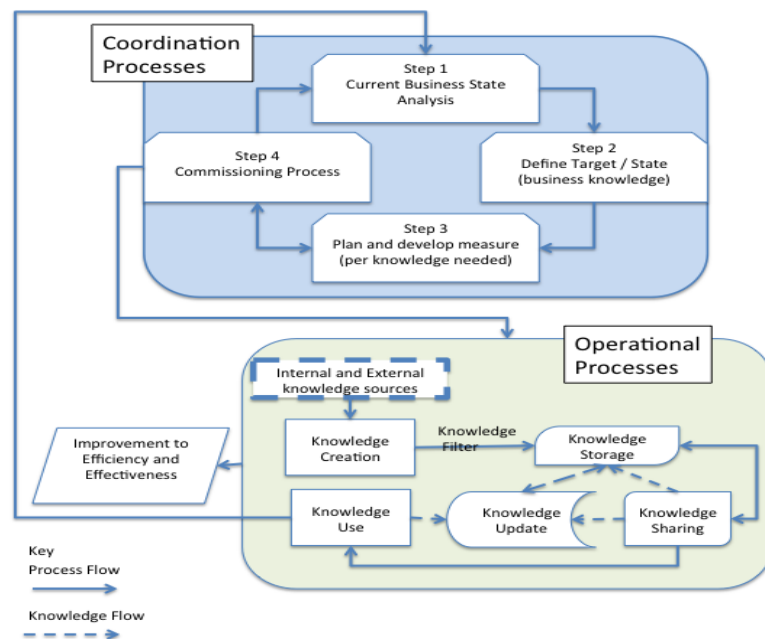 Coordination
Processes
Step 1
Current Business State
Analysis
Step 4
Commissioning Process
Step 2
Define Target / State
(business knowledge)
Step 3
Plan and develop measure
(per knowledge needed)
Operational
Processes
Internal and External
knowledge sources
Knowledge
Creation
Knowledge
Filter
Knowledge
Storage
Improvement to
Efficiency and
Effectiveness
Knowledge
Use
Knowledge
Update
Knowledge
Sharing
Key
Process Flow
Knowledge Flow